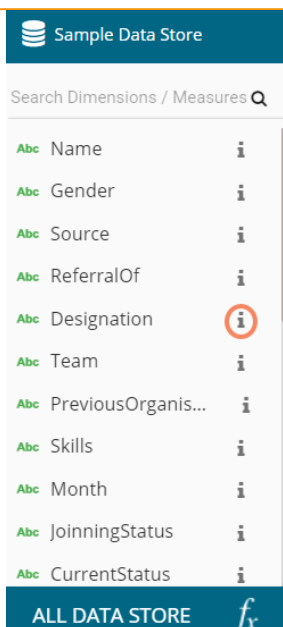 Sample Data Store
Search Dimensions / Measures
Abc Name i
Abc Gender i
Abc Source i
Abc ReferralOf i
Abc Designation i
Abc Team i
Abc PreviousOrganis... i
Abc Skills i
Abc Month i
Abc JoinningStatus i
Abc CurrentStatus i
ALL DATA STORE fx